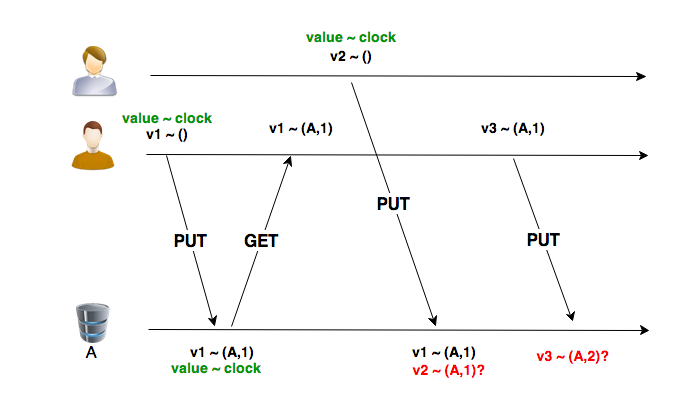 value ~ clock
v2 ~ ()
value ~ clock
v1 ~ ()
v1 ~ (A,1)
v3 ~ (A,1)
PUT
PUT
GET
PUT
A
v1 ~ (A,1)
value ~ clock
v1 ~ (A,1)
v2 ~ (A,1)?
v3 ~ (A,2)?